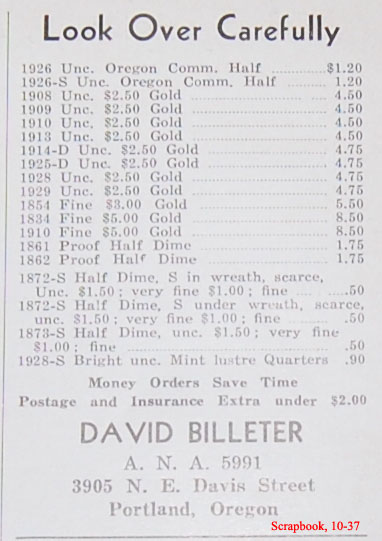 Look Over Carefully
1926 Unc. Oregon Comm. Half ............$1.20
1926-S Unc. Oregon Comm. Half ........... 1.20
1908 Unc. $2.50 Gold ........................ 4.50
1909 Unc. $2.50 Gold ........................ 4.50
1910 Unc. $2.50 Gold ........................ 4.50
1913 Unc. $2.50 Gold ........................ 4.50
1914-D Unc. $2.50 Gold ..................... 4.75
1925-D Unc. $2.50 Gold ..................... 4.75
1928 Unc. $2.50 Gold ........................ 4.75
1929 Unc. $2.50 Gold ........................ 4.75
1854 Fine $3.00 Gold ........................ 5.50
1834 Fine $5.00 Gold ........................ 8.50
1910 Fine $5.00 Gold ........................ 8.50
1861 Proof Half Dime ........................ 1.75
1862 Proof Half Dime ........................ 1.75
1872-S Half Dime, S in wreath, scarce,
Unc. $1.50; very fine $1.00; fine ........ .50
1872-S Half Dime, S under wreath, scarce,
unc. $1.50; very fine $1.00; fine ........ .50
1873-S Half Dime, unc. $1.50; very fine
$1.00; fine ........................ .50
1928-S Bright unc. Mint lustre Quarters .90
Money Orders Save Time
Postage and Insurance Extra under $2.00
DAVID BILLETER
A. N. A. 5991
3905 N. E. Davis Street
Portland, Oregon
Scrapbook, 10-37